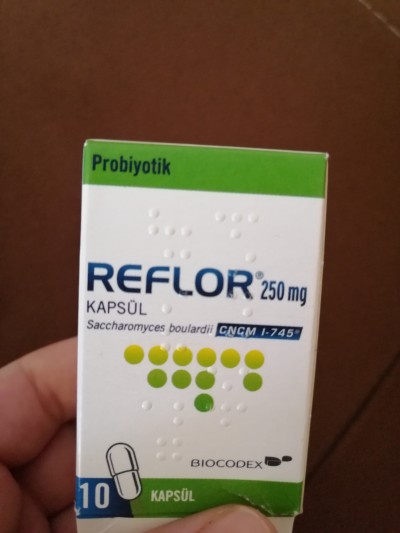 Probiyotik
REFLOR® 250 mg
KAPSÜL
Saccharomyces boulardii CNCM I-745®
BIOCODEX
10 KAPSÜL